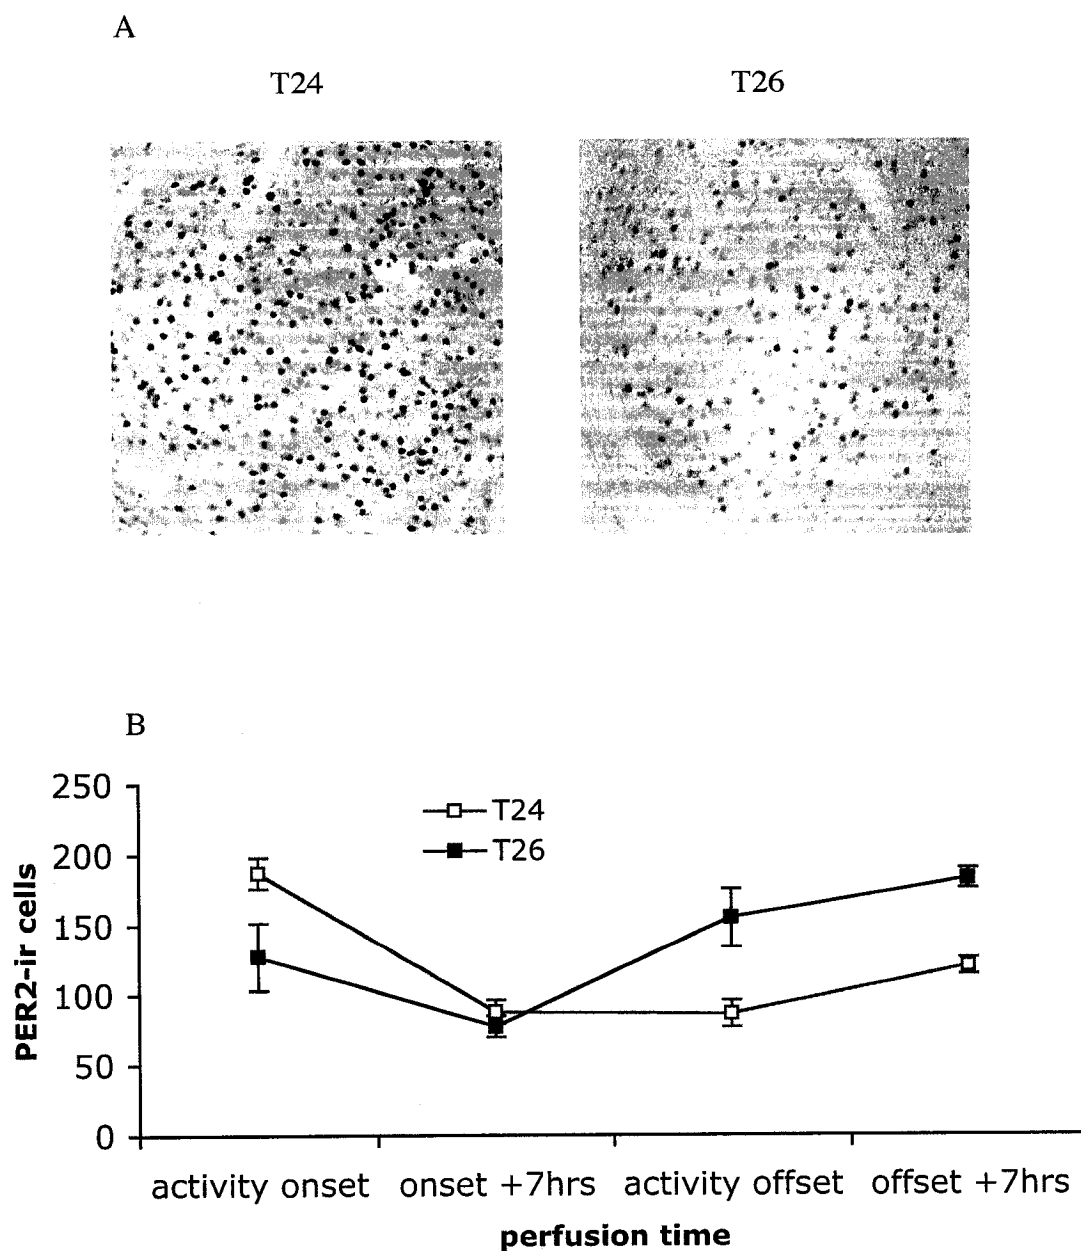 A
T24 T26
B
250
200
150
100
50
0
PER2-ir cells
T24
T26
activity onset onset +7hrs activity offset offset +7hrs
perfusion time